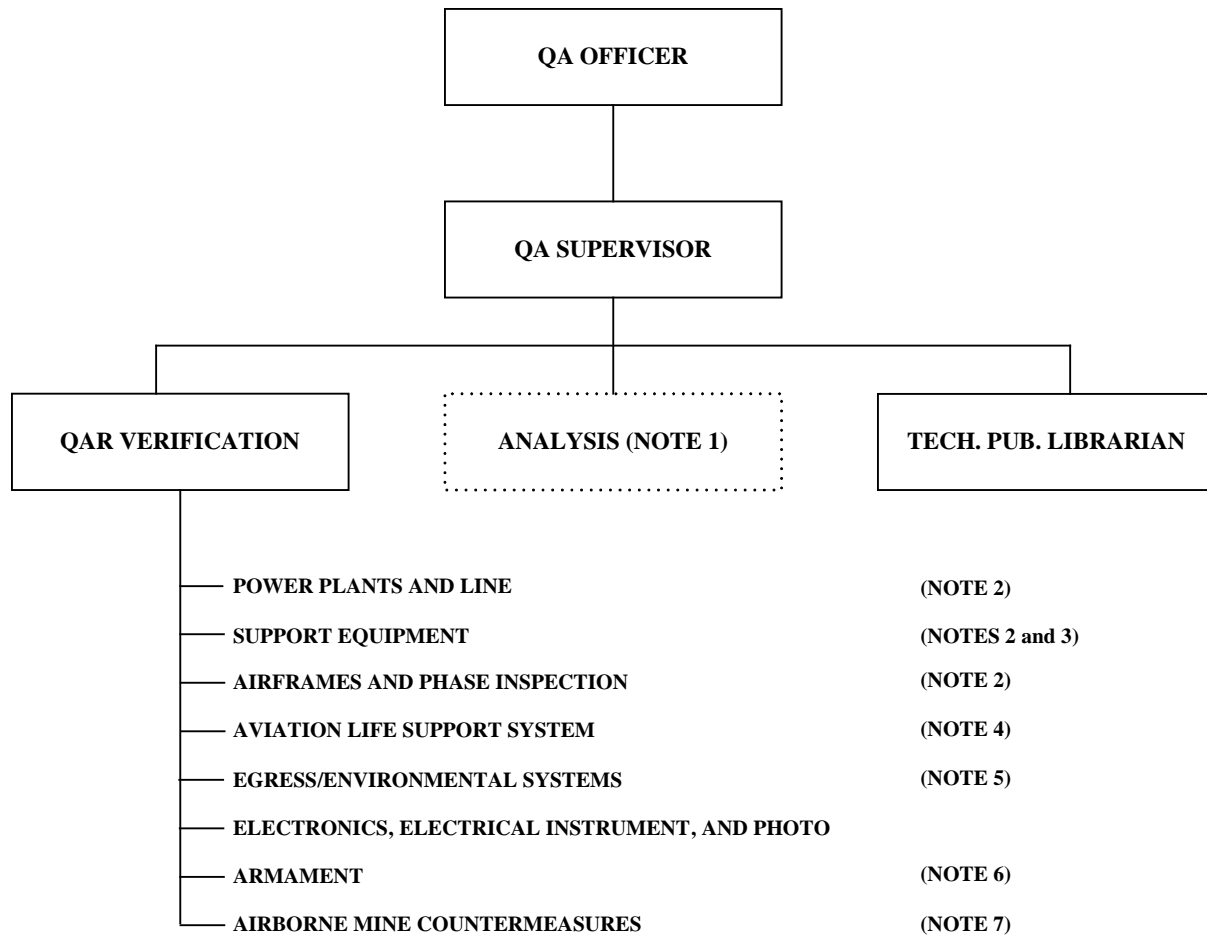 QA OFFICER
QA SUPERVISOR
QAR VERIFICATION
ANALYSIS (NOTE 1)
TECH. PUB. LIBRARIAN
POWER PLANTS AND LINE (NOTE 2)
SUPPORT EQUIPMENT (NOTES 2 and 3)
AIRFRAMES AND PHASE INSPECTION (NOTE 2)
AVIATION LIFE SUPPORT SYSTEM (NOTE 4)
EGRESS/ENVIRONMENTAL SYSTEMS (NOTE 5)
ELECTRONICS, ELECTRICAL INSTRUMENT, AND PHOTO
ARMAMENT (NOTE 6)
AIRBORNE MINE COUNTERMEASURES (NOTE 7)